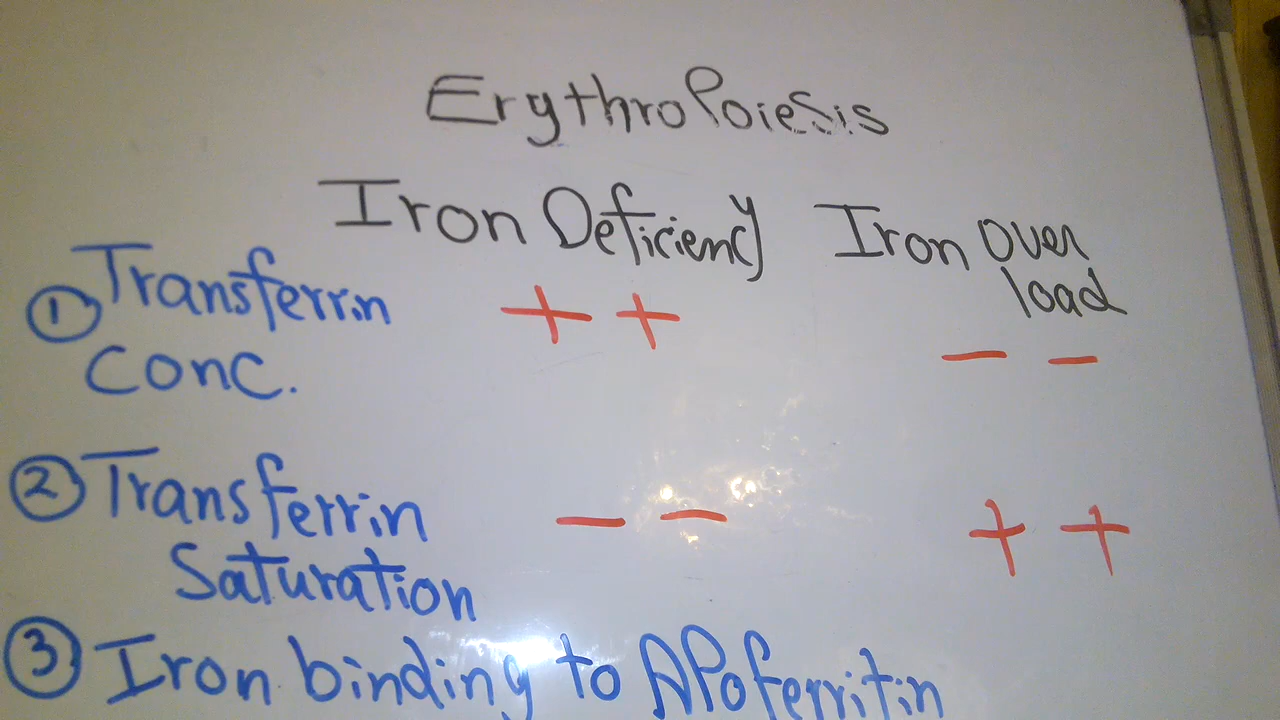 Erythropoiesis
Iron Deficiency Iron over
load
① Transferrin + +
Conc. − −
② Transferrin − − + +
Saturation
③ Iron binding to Apoferritin